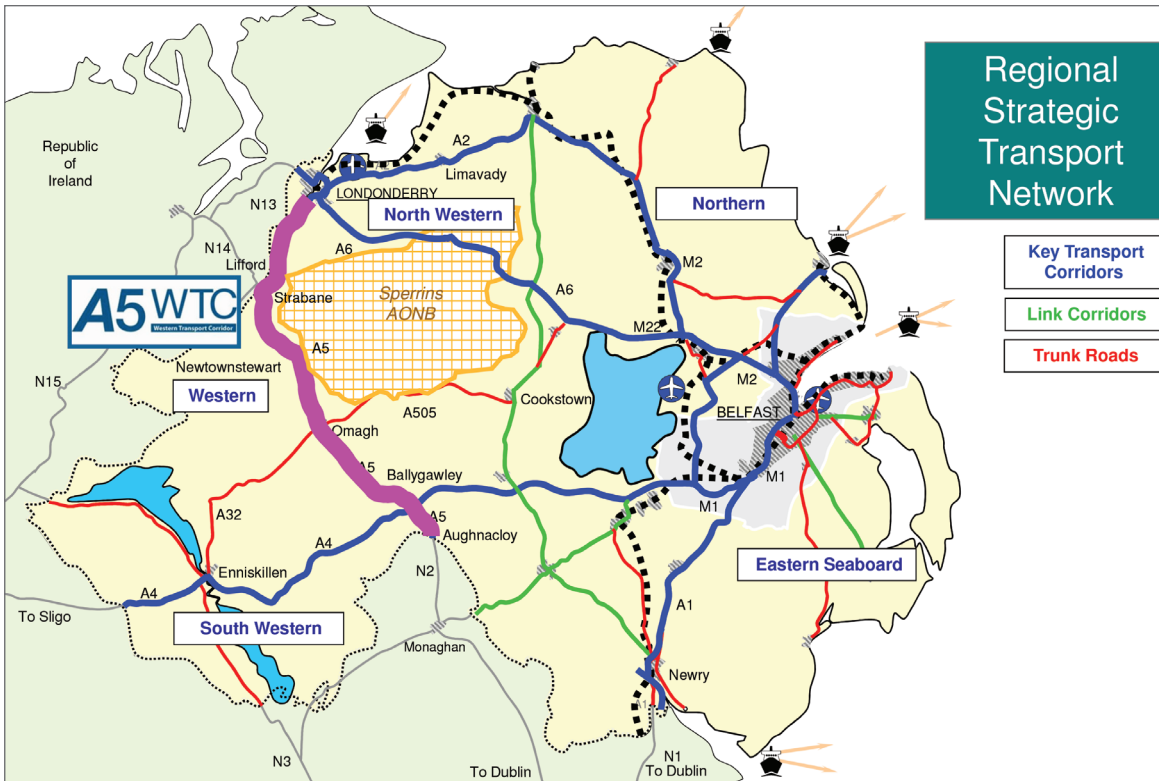 Regional
Strategic
Transport
Network
Key Transport
Corridors
Link Corridors
Trunk Roads
Republic
of
Ireland
A2
Limavady
LONDONDERRY
North Western
Northern
N13
N14
Lifford
A6
M2
A5WTC
Western Transport Corridor
Strabane
Sperrins
AONB
A6
M22
A5
Newtownstewart
N15
Western
M2
A505
Cookstown
BELFAST
Omagh
A5
Ballygawley
M1
M1
A32
A5
Aughnacloy
A4
Enniskillen
N2
Eastern Seaboard
A4
A1
To Sligo
South Western
Monaghan
Newry
A1
N3
N1
To Dublin
To Dublin